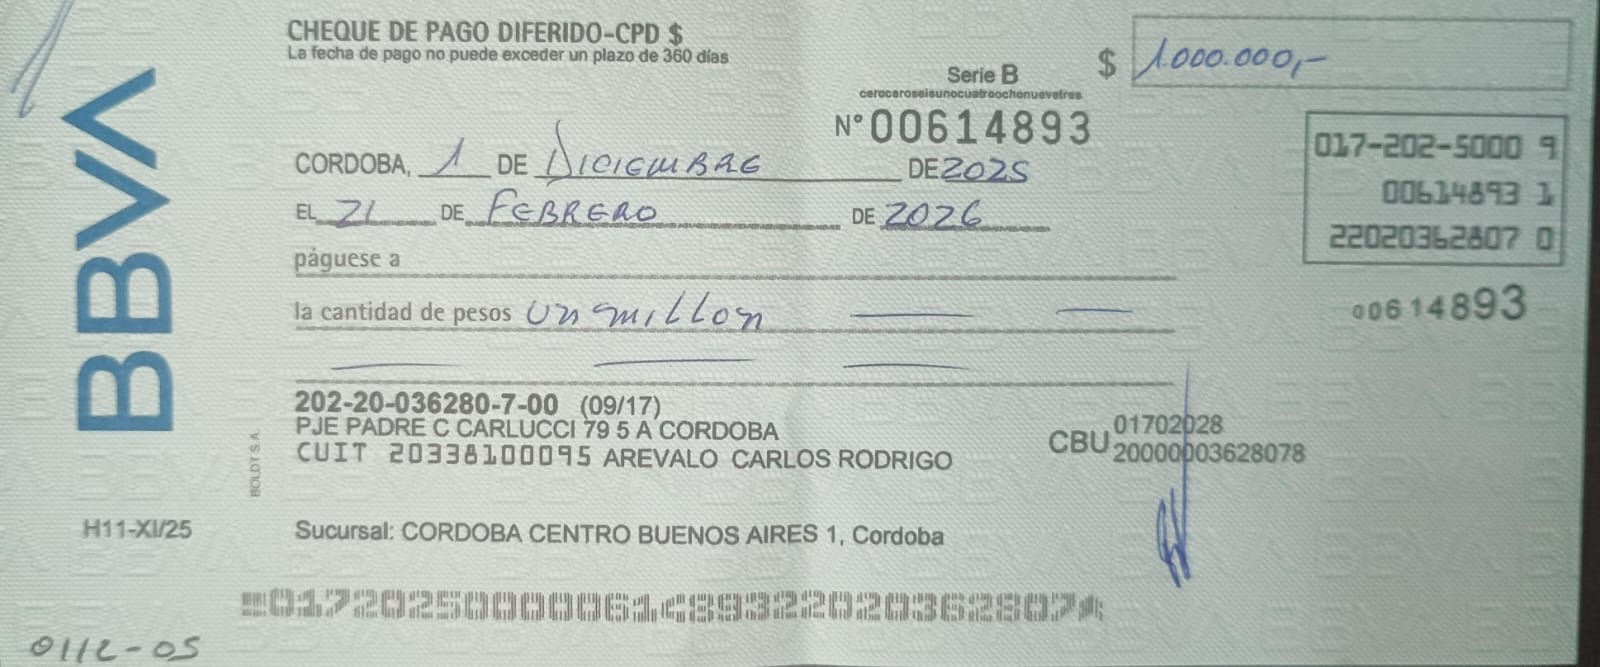 BBVA
CHEQUE DE PAGO DIFERIDO-CPD $
La fecha de pago no puede exceder un plazo de 360 días
$ 1.000.000,-
Serie B
ceroceroseisunocuatroochonuevetres
N° 00614893
CORDOBA, 1 DE DICIEMBRE DE 2025
EL 21 DE FEBRERO DE 2026
017-202-5000 9
00614893 1
22020362807 0
páguese a
la cantidad de pesos un millon
00614893
202-20-036280-7-00 (09/17)
PJE PADRE C CARLUCCI 79 5 A CORDOBA
CUIT 20338100095 AREVALO CARLOS RODRIGO
CBU 01702028
20000003628078
BOLDT S.A.
H11-XI/25
Sucursal: CORDOBA CENTRO BUENOS AIRES 1, Cordoba
0112-05